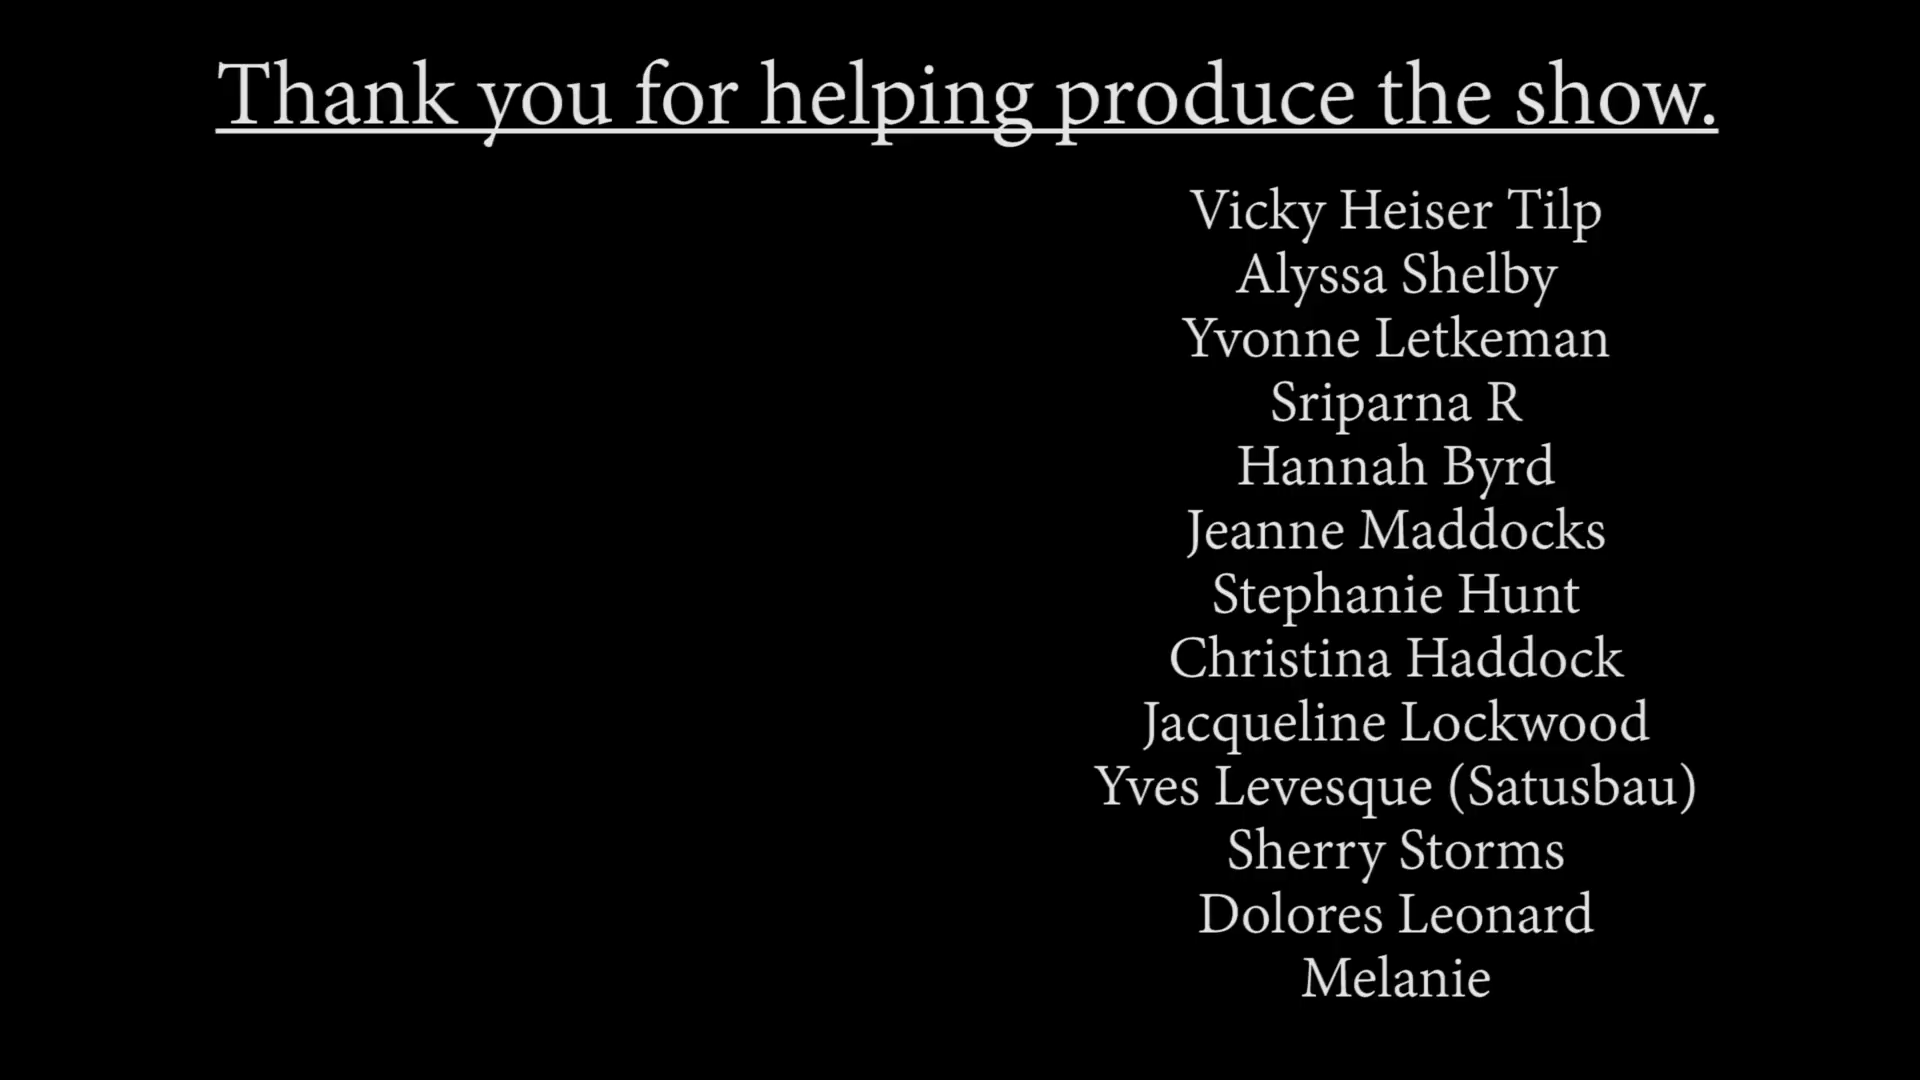 Thank you for helping produce the show.
Vicky Heiser Tilp
Alyssa Shelby
Yvonne Letkeman
Sriparna R
Hannah Byrd
Jeanne Maddocks
Stephanie Hunt
Christina Haddock
Jacqueline Lockwood
Yves Levesque (Satusbau)
Sherry Storms
Dolores Leonard
Melanie